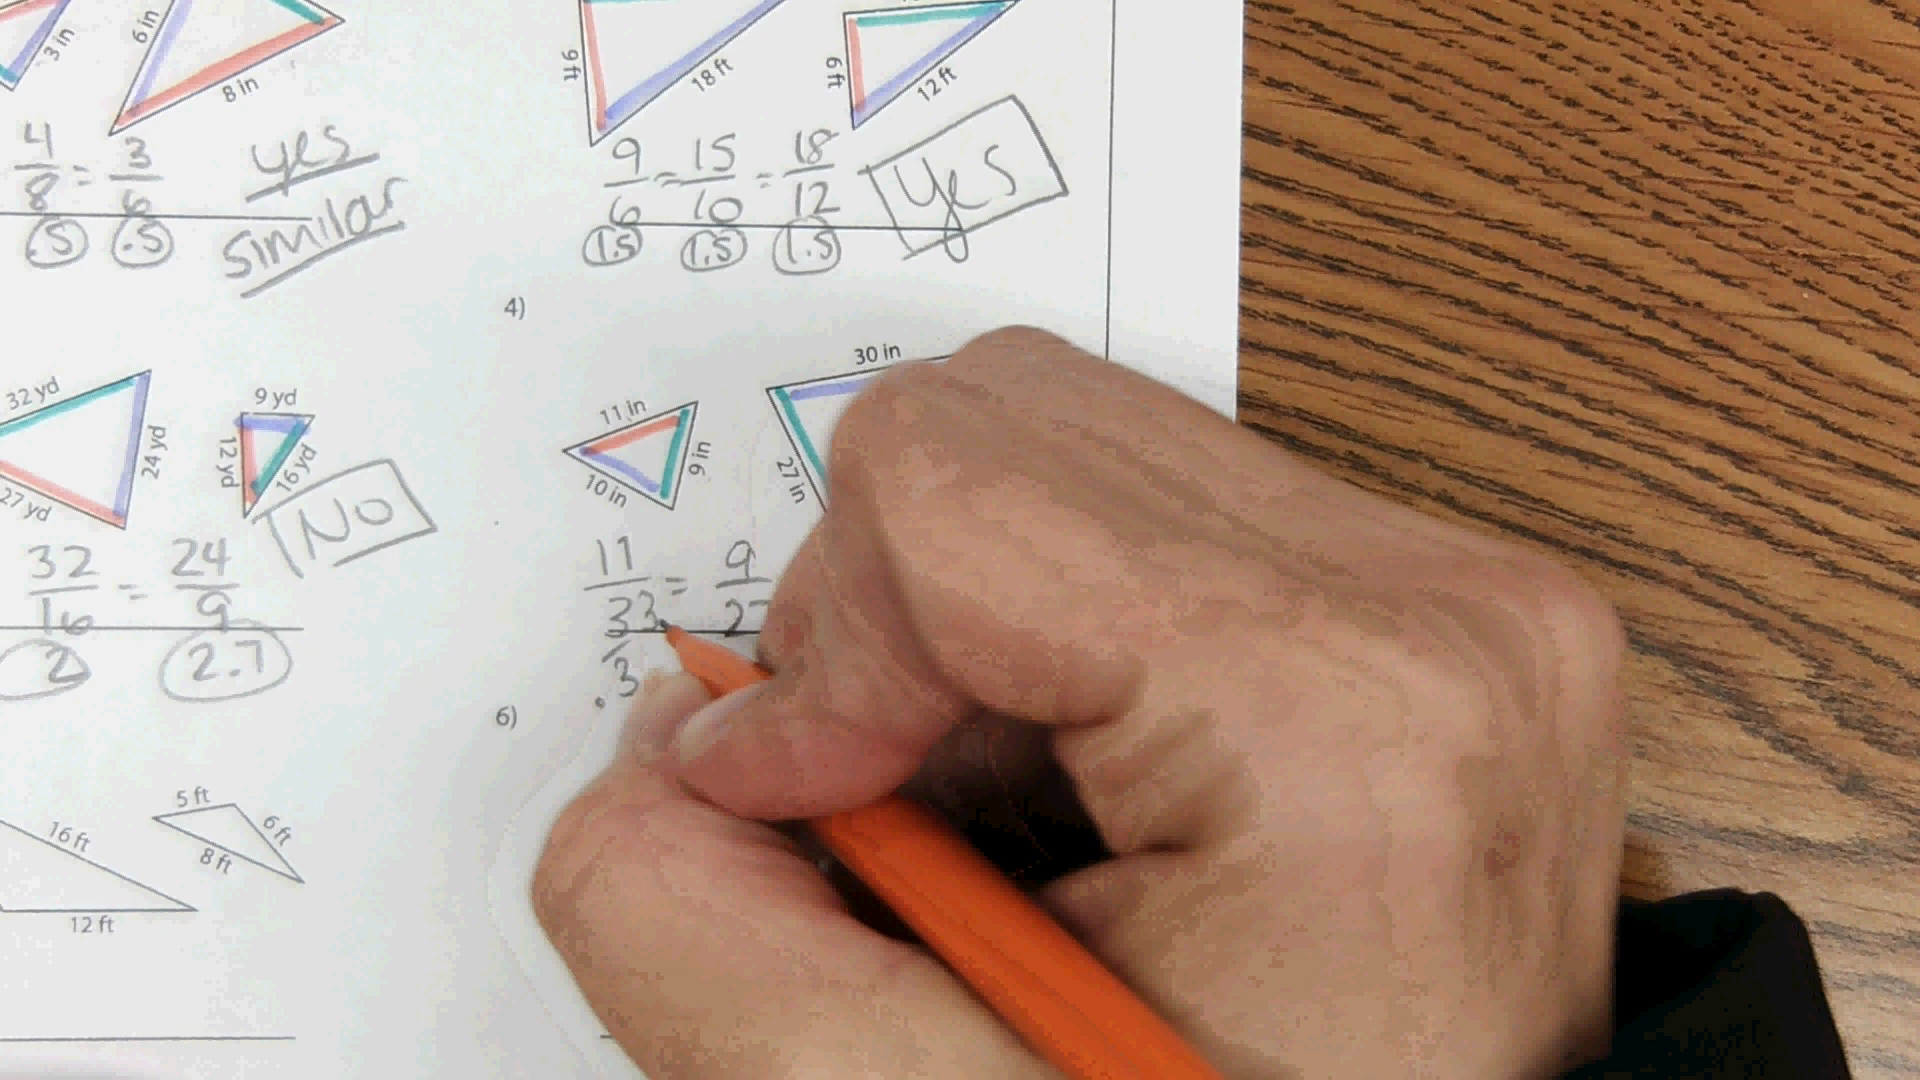 3 in
6 in
8 in
4/8 = 3/6
.5 .5
yes
similar
9 ft
18 ft
6 ft
12 ft
9/6 = 15/10 = 18/12
1.5 1.5 1.5
Yes
32 yd
24 yd
27 yd
9 yd
12 yd
16 yd
NO
32/16 = 24/9
2 2.7
4)
11 in
9 in
10 in
30 in
27 in
11/33 = 9/27
.3
16 ft
12 ft
5 ft
6 ft
8 ft
6)